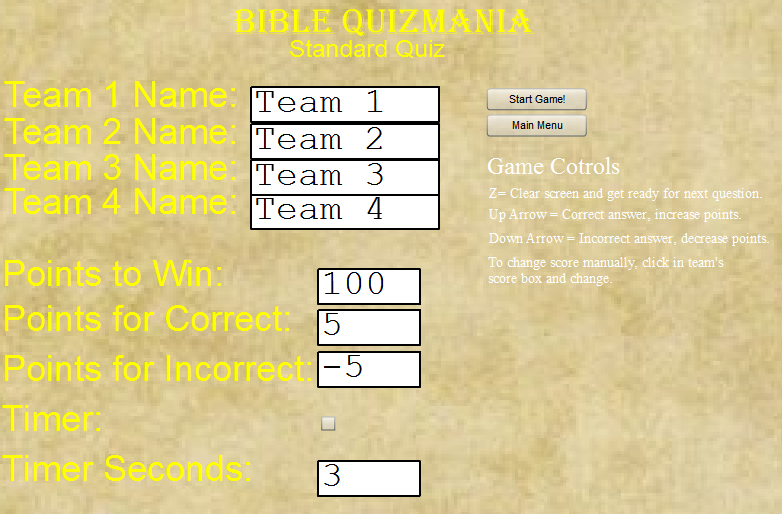 BIBLE QUIZMANIA
Standard Quiz
Team 1 Name: Team 1
Team 2 Name: Team 2
Team 3 Name: Team 3
Team 4 Name: Team 4
Points to Win: 100
Points for Correct: 5
Points for Incorrect: -5
Timer:
Timer Seconds: 3
Start Game!
Main Menu
Game Cotrols
Z= Clear screen and get ready for next question.
Up Arrow = Correct answer, increase points.
Down Arrow = Incorrect answer, decrease points.
To change score manually, click in team's
score box and change.